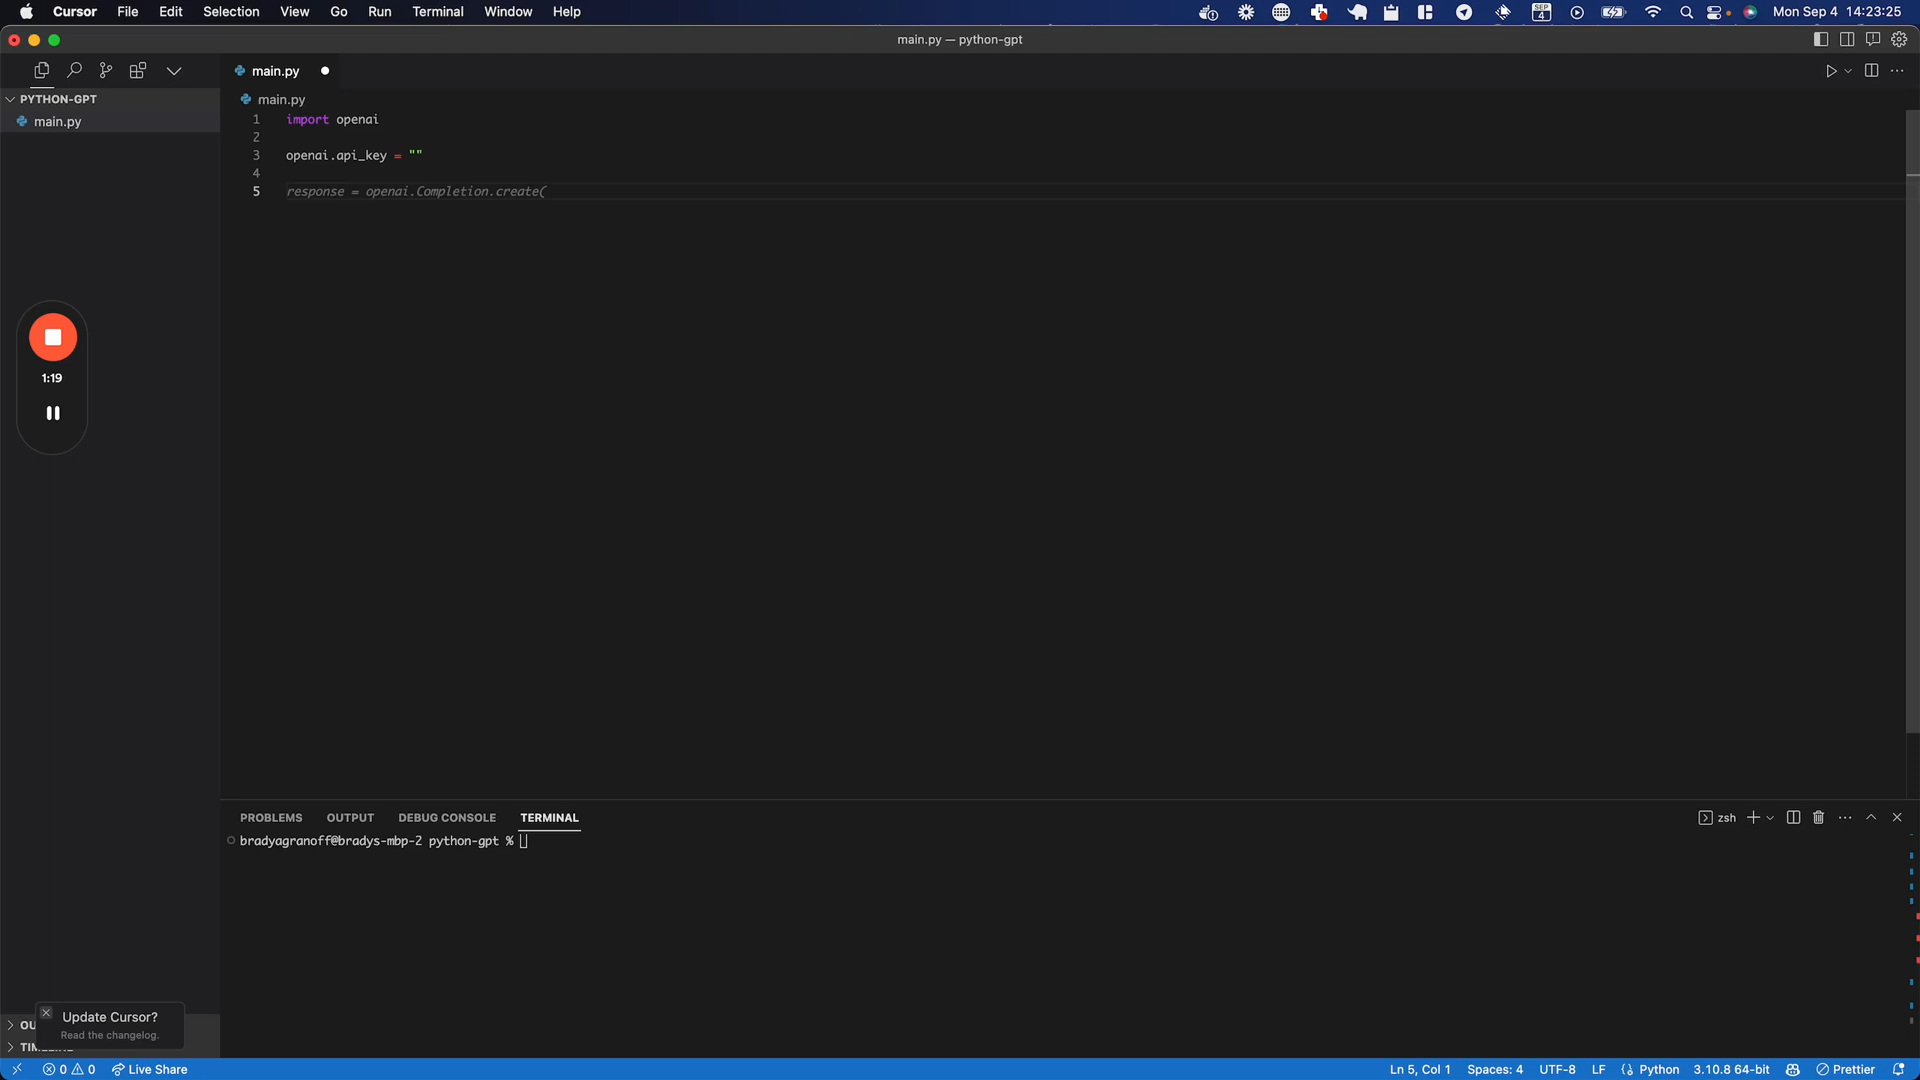 Cursor File Edit Selection View Go Run Terminal Window Help SEP 4 Mon Sep 4 14:23:25
main.py — python-gpt
main.py
PYTHON-GPT
main.py
main.py
1 import openai
2
3 openai.api_key = ""
4
5 response = openai.Completion.create(
1:19
PROBLEMS OUTPUT DEBUG CONSOLE TERMINAL zsh
bradyagranoff@bradys-mbp-2 python-gpt %
Update Cursor?
Read the changelog.
OU
0 0 Live Share Ln 5, Col 1 Spaces: 4 UTF-8 LF Python 3.10.8 64-bit Prettier